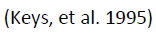 (Keys, et al. 1995)